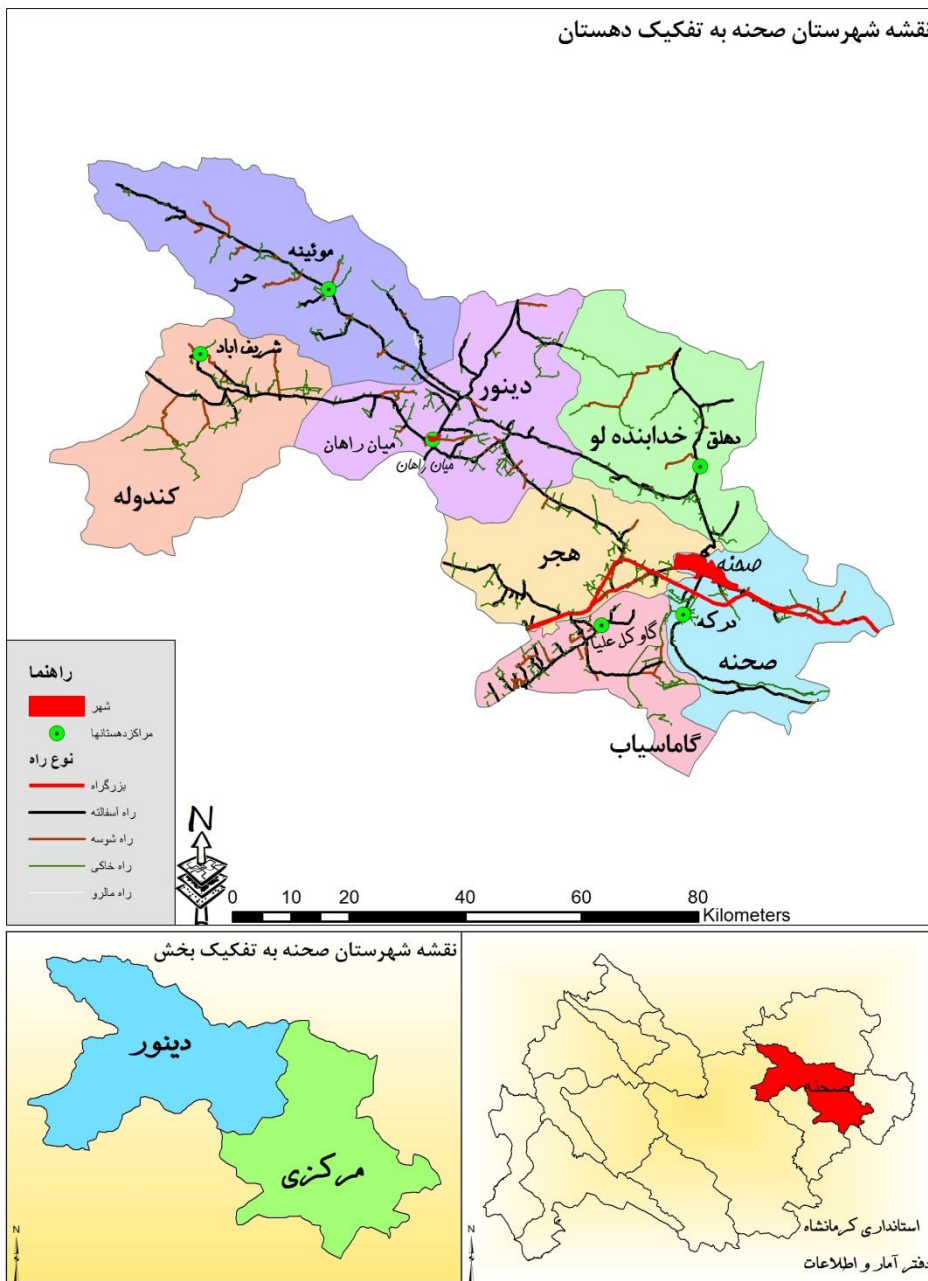 نقشه شهرستان صحنه به تفکیک دهستان
موئینه
حر
شریف اباد
دینور
خدابنده لو
دهلق
میان راهان
میان راهان
کندوله
هجر
صحنه
درکه
گاوکل علیا
صحنه
گاماسیاب
راهنما
شهر
مراکزدهستانها
نوع راه
بزرگراه
راه آسفالته
راه شوسه
راه خاکی
راه مالرو
N
0 10 20 40 60 80
Kilometers
نقشه شهرستان صحنه به تفکیک بخش
دینور
مرکزی
N
صحنه
استانداری کرمانشاه
دفتر آمار و اطلاعات
N